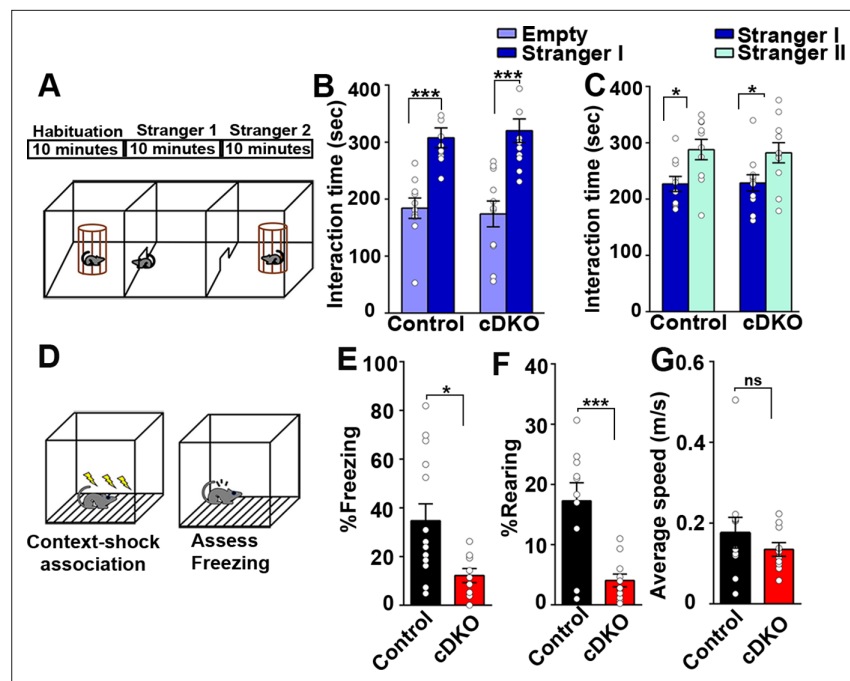 Empty
Stranger I
Stranger I
Stranger II
A
Habituation Stranger 1 Stranger 2
10 minutes 10 minutes 10 minutes
B
Interaction time (sec)
400
300
200
100
0
***
***
Control cDKO
C
Interaction time (sec)
400
300
200
100
0
*
*
Control cDKO
D
Context-shock
association
Assess
Freezing
E
%Freezing
100
80
60
40
20
0
*
Control
cDKO
F
%Rearing
40
30
20
10
0
***
Control
cDKO
G
Average speed (m/s)
0.6
0.4
0.2
0
ns
Control
cDKO